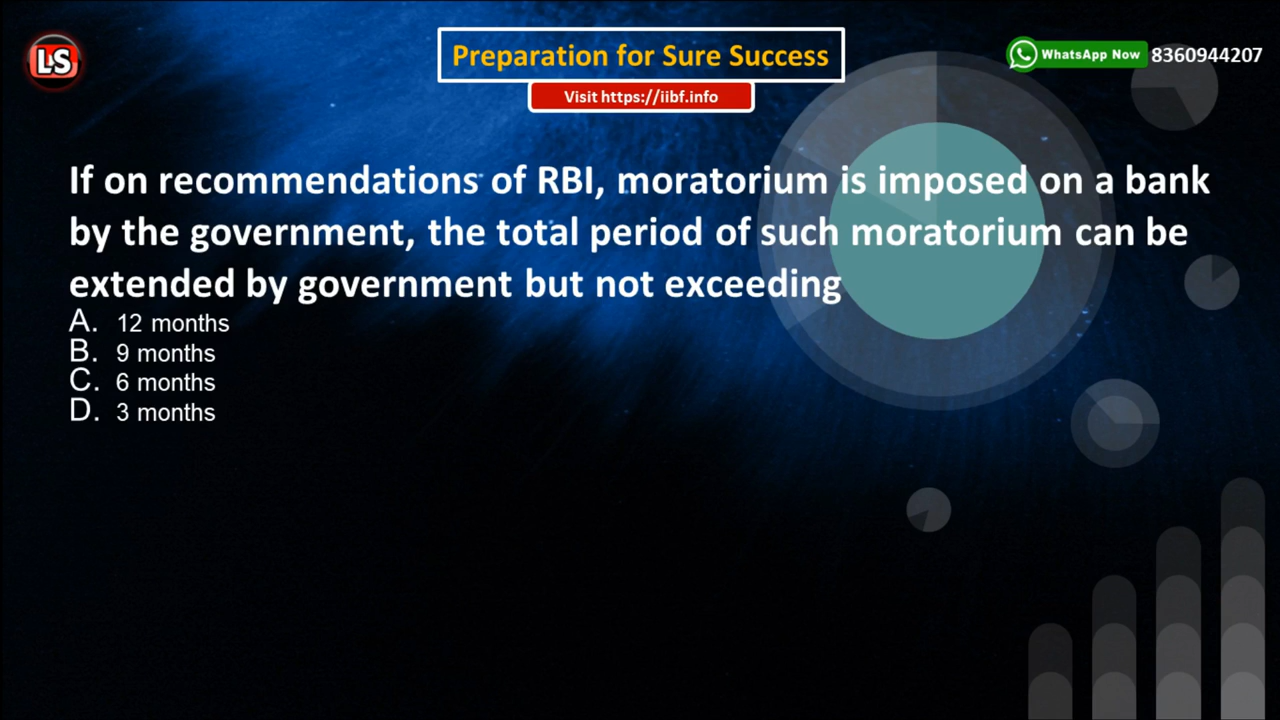 LS
Preparation for Sure Success
WhatsApp Now 8360944207
Visit https://iibf.info
If on recommendations of RBI, moratorium is imposed on a bank
by the government, the total period of such moratorium can be
extended by government but not exceeding
A. 12 months
B. 9 months
C. 6 months
D. 3 months